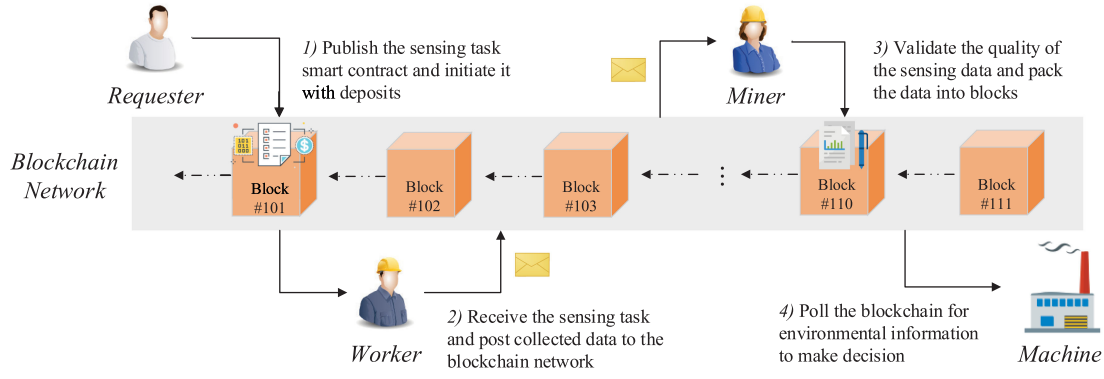 1) Publish the sensing task
smart contract and initiate it
with deposits
Requester
3) Validate the quality of
the sensing data and pack
the data into blocks
Miner
Blockchain
Network
101
011
000
$
Block
#101
Block
#102
Block
#103
Block
#110
Block
#111
2) Receive the sensing task
and post collected data to the
blockchain network
Worker
4) Poll the blockchain for
environmental information
to make decision
Machine